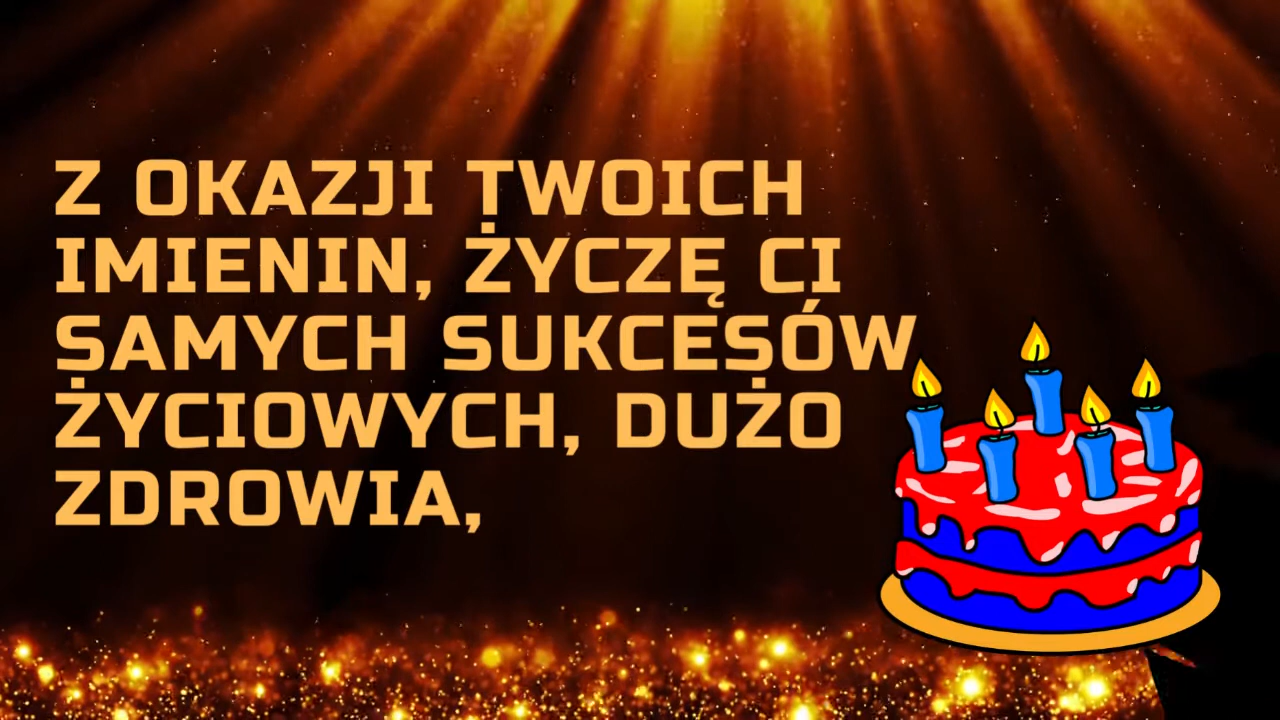 Z OKAZJI TWOICH
IMIENIN, ŻYCZĘ CI
SAMYCH SUKCESÓW
ŻYCIOWYCH, DUŻO
ZDROWIA,